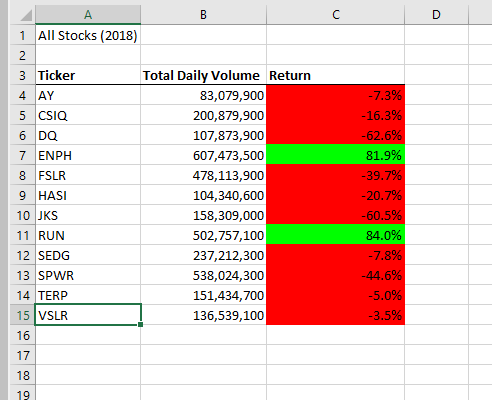 A B C D
1 All Stocks (2018)
2
3 Ticker Total Daily Volume Return
4 AY 83,079,900 -7.3%
5 CSIQ 200,879,900 -16.3%
6 DQ 107,873,900 -62.6%
7 ENPH 607,473,500 81.9%
8 FSLR 478,113,900 -39.7%
9 HASI 104,340,600 -20.7%
10 JKS 158,309,000 -60.5%
11 RUN 502,757,100 84.0%
12 SEDG 237,212,300 -7.8%
13 SPWR 538,024,300 -44.6%
14 TERP 151,434,700 -5.0%
15 VSLR 136,539,100 -3.5%
16
17
18
19